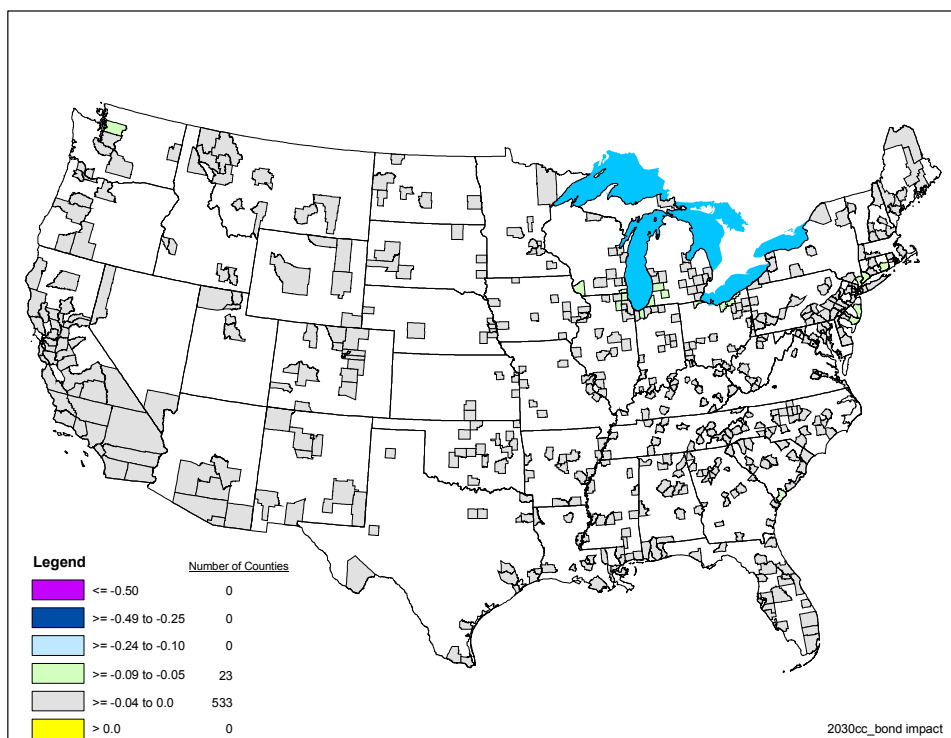 Legend
Number of Counties
<= -0.50 0
>= -0.49 to -0.25 0
>= -0.24 to -0.10 0
>= -0.09 to -0.05 23
>= -0.04 to 0.0 533
> 0.0 0
2030cc_bond impact